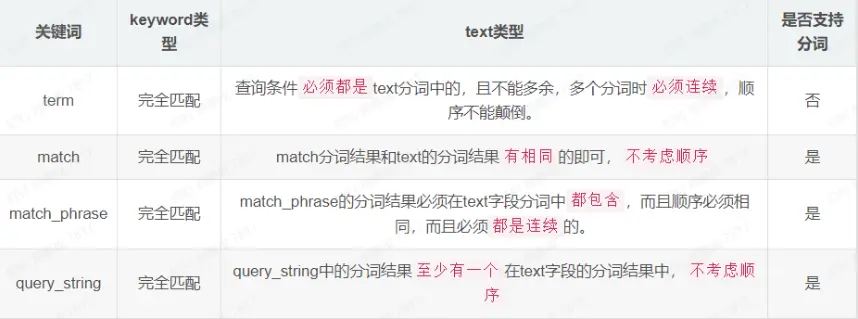 关键词
keyword类
型
text类型
是否支持
分词
term
完全匹配
查询条件 必须都是 text分词中的，且不能多余，多个分词时 必须连续 ，顺
序不能颠倒。
否
match
完全匹配
match分词结果和text的分词结果 有相同 的即可， 不考虑顺序
是
match_phrase
完全匹配
match_phrase的分词结果必须在text字段分词中 都包含 ，而且顺序必须相
同，而且必须 都是连续 的。
是
query_string
完全匹配
query_string中的分词结果 至少有一个 在text字段的分词结果中， 不考虑顺
序
是